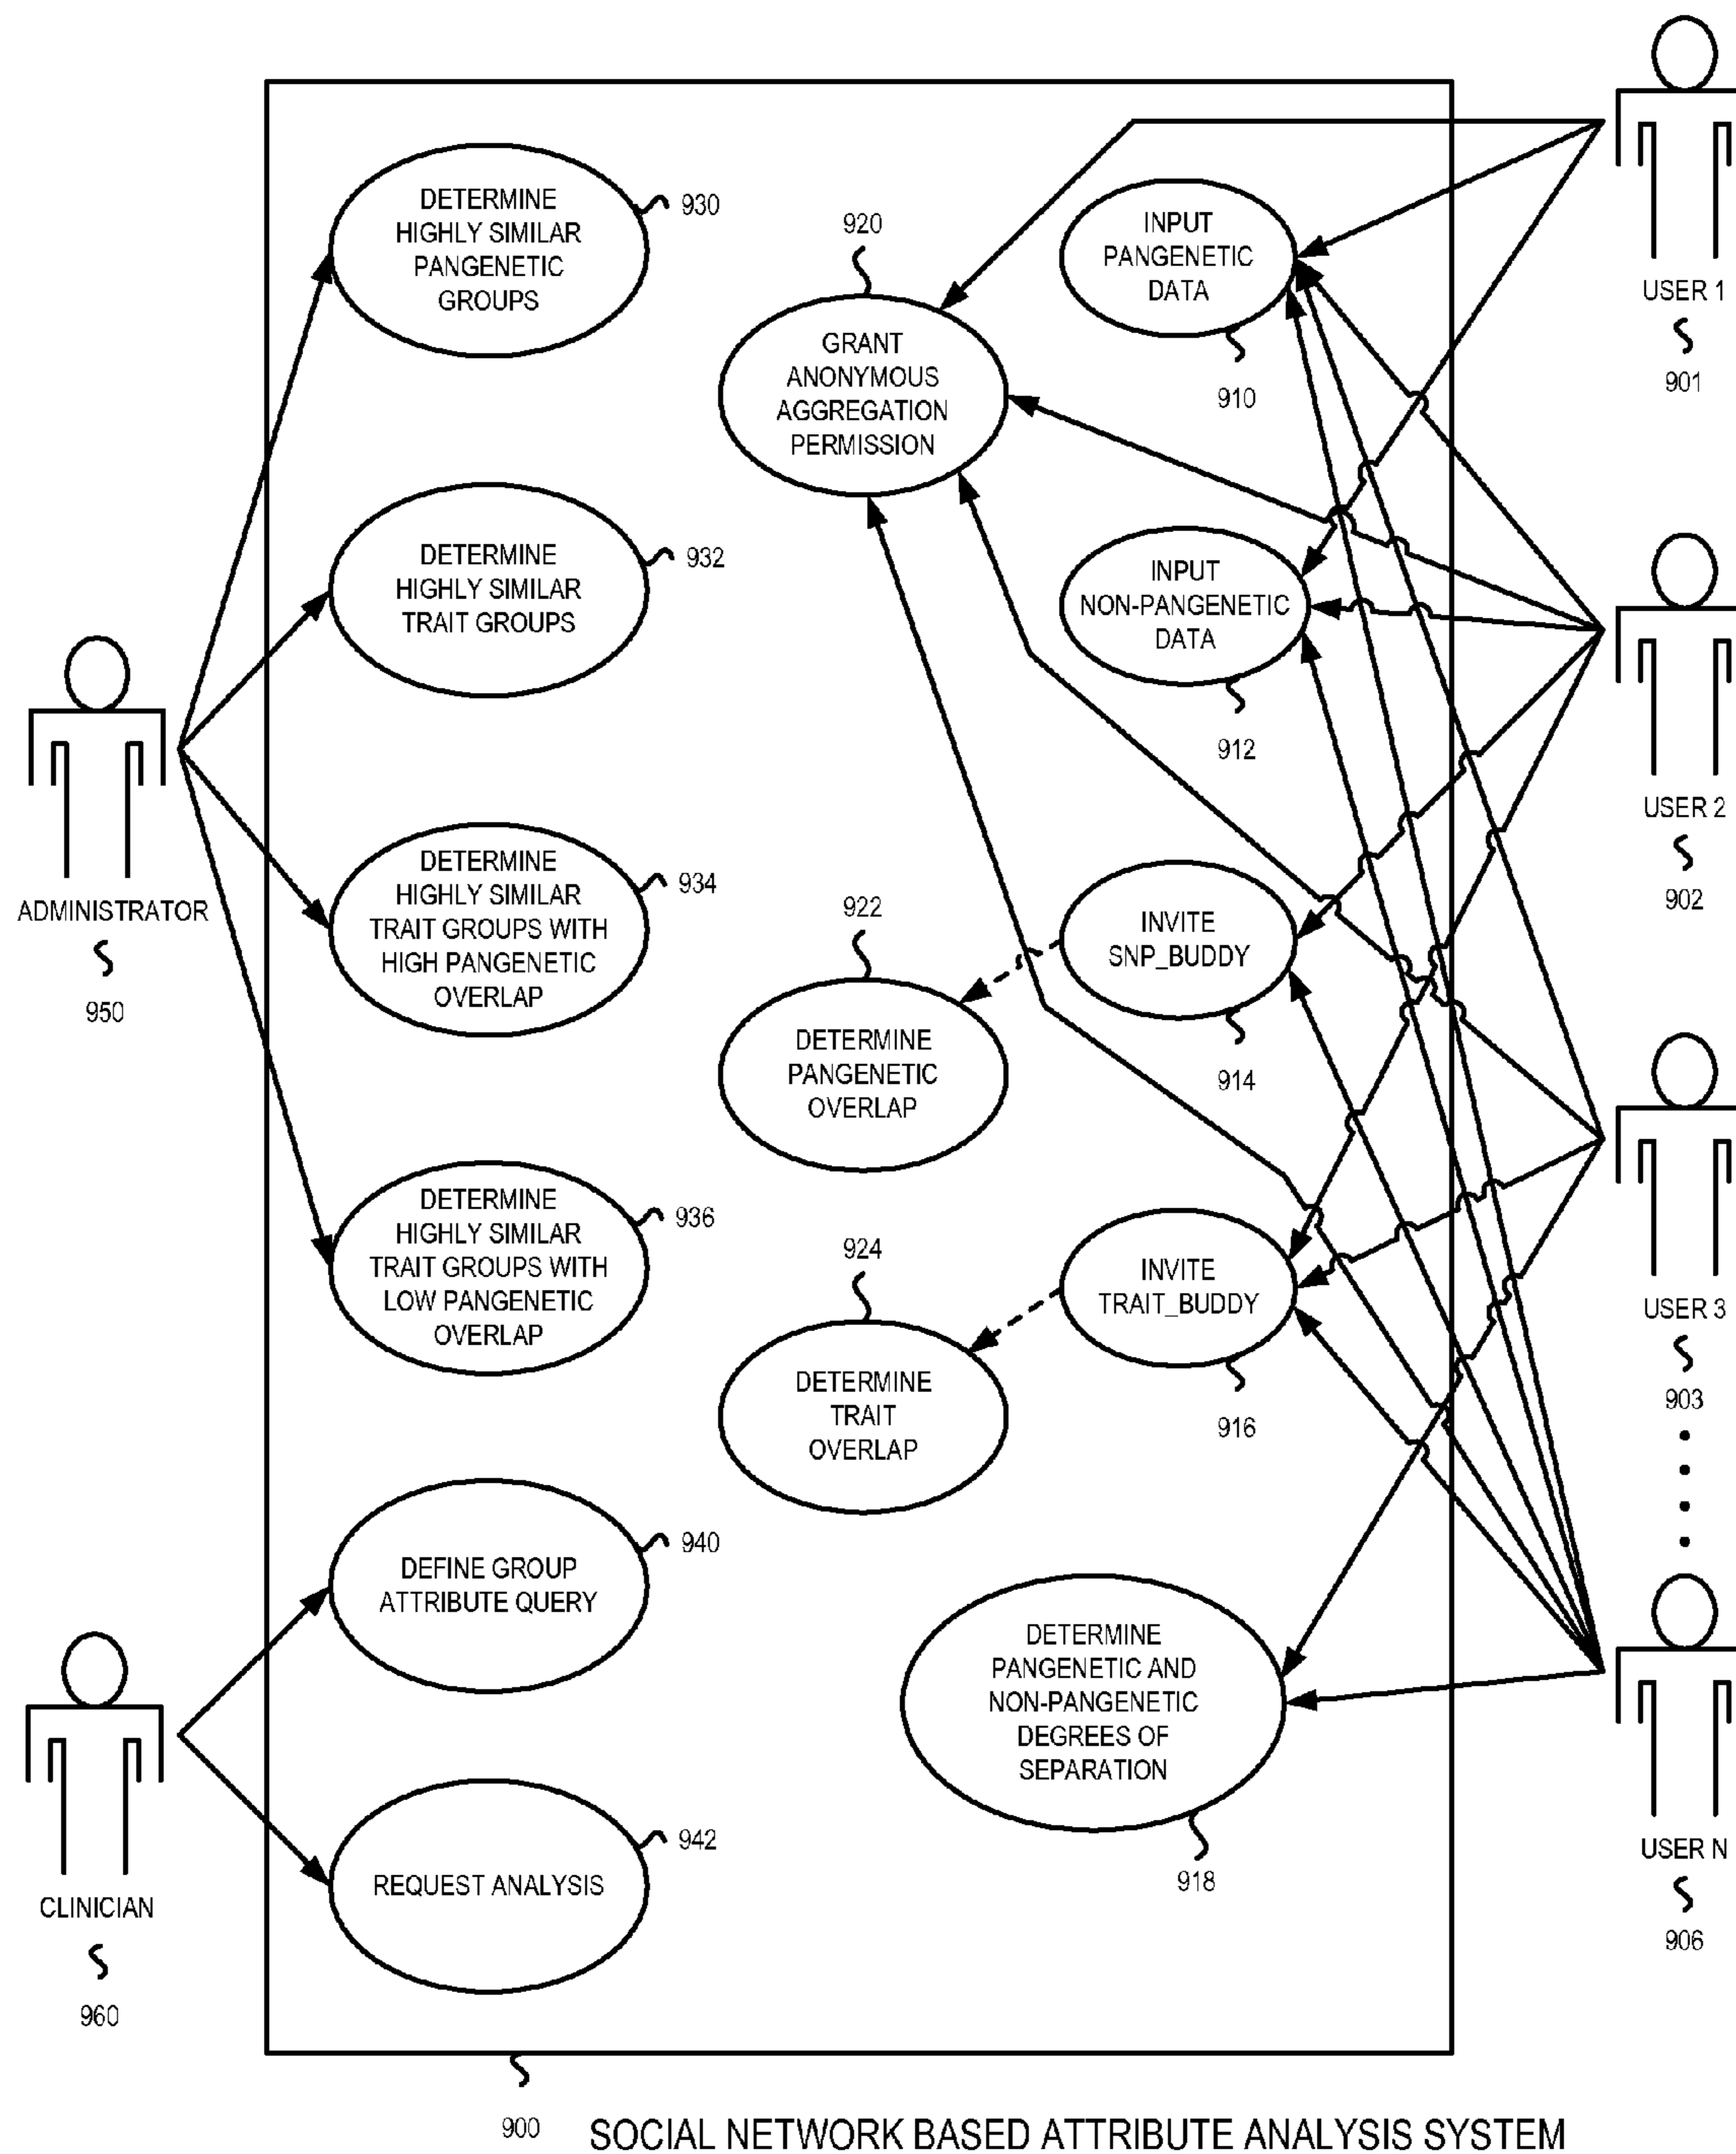 DETERMINE
HIGHLY SIMILAR
PANGENETIC
GROUPS
930
DETERMINE
HIGHLY SIMILAR
TRAIT GROUPS
932
DETERMINE
HIGHLY SIMILAR
TRAIT GROUPS WITH
HIGH PANGENETIC
OVERLAP
934
DETERMINE
HIGHLY SIMILAR
TRAIT GROUPS WITH
LOW PANGENETIC
OVERLAP
936
DEFINE GROUP
ATTRIBUTE QUERY
940
REQUEST ANALYSIS
942
ADMINISTRATOR
950
CLINICIAN
960
920
GRANT
ANONYMOUS
AGGREGATION
PERMISSION
922
DETERMINE
PANGENETIC
OVERLAP
924
DETERMINE
TRAIT
OVERLAP
INPUT
PANGENETIC
DATA
910
INPUT
NON-PANGENETIC
DATA
912
INVITE
SNP_BUDDY
914
INVITE
TRAIT_BUDDY
916
DETERMINE
PANGENETIC AND
NON-PANGENETIC
DEGREES OF
SEPARATION
918
USER 1
901
USER 2
902
USER 3
903
USER N
906
900
SOCIAL NETWORK BASED ATTRIBUTE ANALYSIS SYSTEM